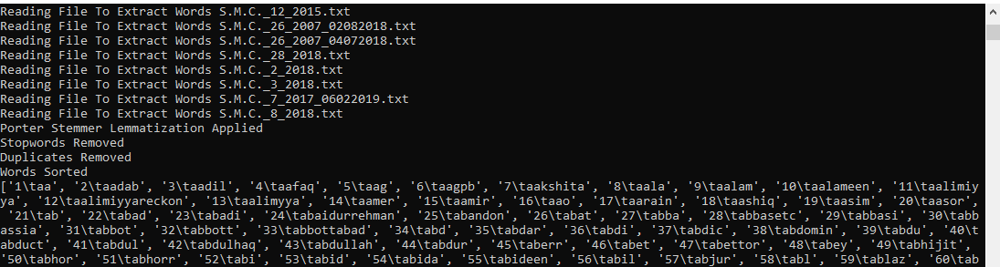 Reading File To Extract Words S.M.C._12_2015.txt
Reading File To Extract Words S.M.C._26_2007_02082018.txt
Reading File To Extract Words S.M.C._26_2007_04072018.txt
Reading File To Extract Words S.M.C._28_2018.txt
Reading File To Extract Words S.M.C._2_2018.txt
Reading File To Extract Words S.M.C._3_2018.txt
Reading File To Extract Words S.M.C._7_2017_06022019.txt
Reading File To Extract Words S.M.C._8_2018.txt
Porter Stemmer Lemmatization Applied
Stopwords Removed
Duplicates Removed
Words Sorted
['1\taa', '2\taadab', '3\taadil', '4\taafaq', '5\taag', '6\taagpb', '7\taakshita', '8\taala', '9\taalam', '10\taalameen', '11\taalimiy
ya', '12\taalimiyyareckon', '13\taalimyya', '14\taamer', '15\taamir', '16\taao', '17\taarain', '18\taashiq', '19\taasim', '20\taasor',
 '21\tab', '22\tabad', '23\tabadi', '24\tabaidurrehman', '25\tabandon', '26\tabat', '27\tabba', '28\tabbasetc', '29\tabbasi', '30\tabb
assia', '31\tabbot', '32\tabbott', '33\tabbottabad', '34\tabd', '35\tabdar', '36\tabdi', '37\tabdic', '38\tabdomin', '39\tabdu', '40\t
abduct', '41\tabdul', '42\tabdulhaq', '43\tabdullah', '44\tabdur', '45\taberr', '46\tabet', '47\tabettor', '48\tabey', '49\tabhijit',
'50\tabhor', '51\tabhorr', '52\tabi', '53\tabid', '54\tabida', '55\tabideen', '56\tabil', '57\tabjur', '58\tabl', '59\tablaz', '60\tab